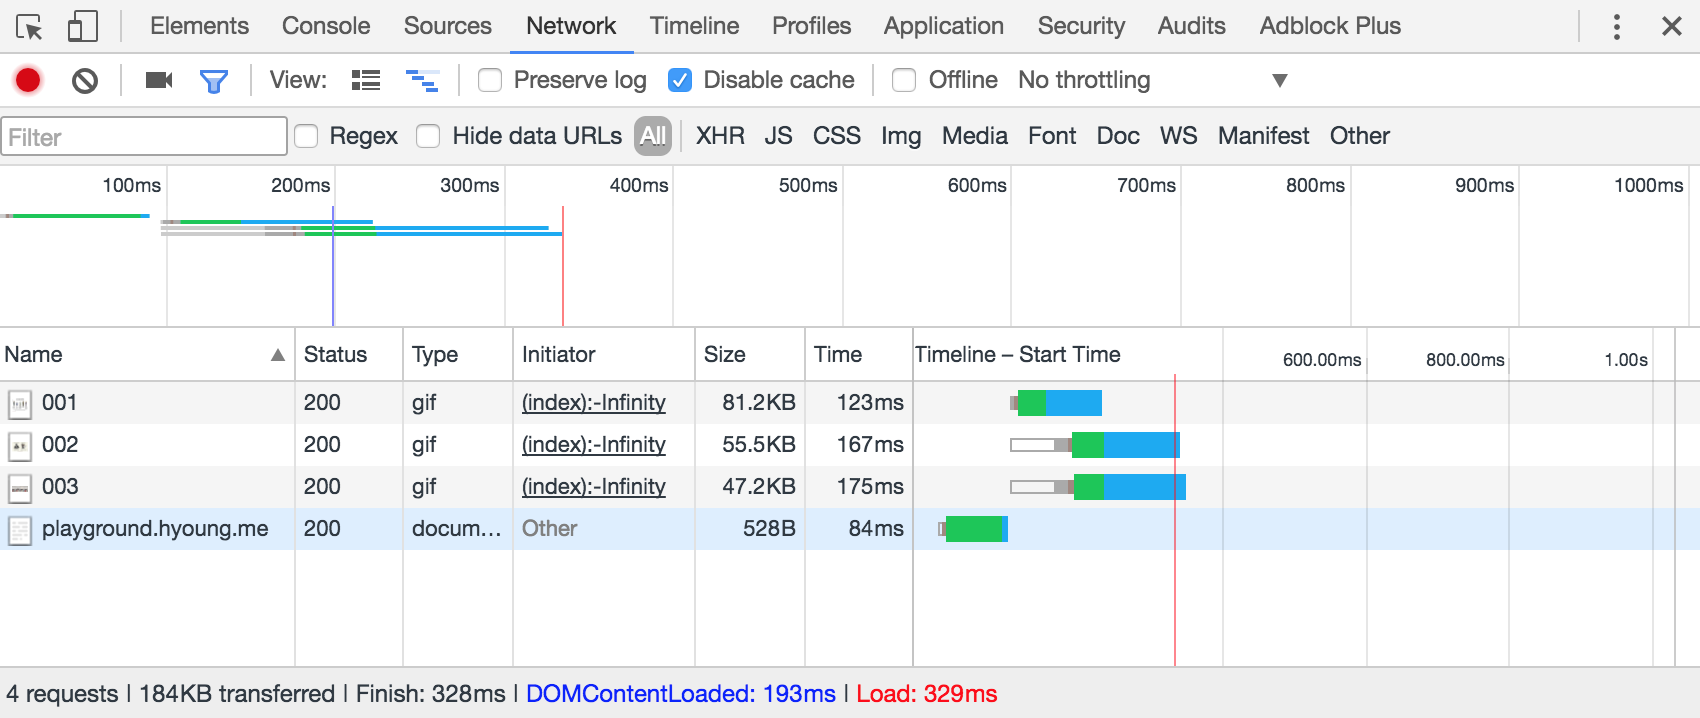 Elements Console Sources Network Timeline Profiles Application Security Audits Adblock Plus
View: Preserve log Disable cache Offline No throttling
Filter Regex Hide data URLs All XHR JS CSS Img Media Font Doc WS Manifest Other
100ms 200ms 300ms 400ms 500ms 600ms 700ms 800ms 900ms 1000ms
Name Status Type Initiator Size Time Timeline – Start Time 600.00ms 800.00ms 1.00s
001 200 gif (index):-Infinity 81.2KB 123ms
002 200 gif (index):-Infinity 55.5KB 167ms
003 200 gif (index):-Infinity 47.2KB 175ms
playground.hyoung.me 200 docum... Other 528B 84ms
4 requests | 184KB transferred | Finish: 328ms | DOMContentLoaded: 193ms | Load: 329ms